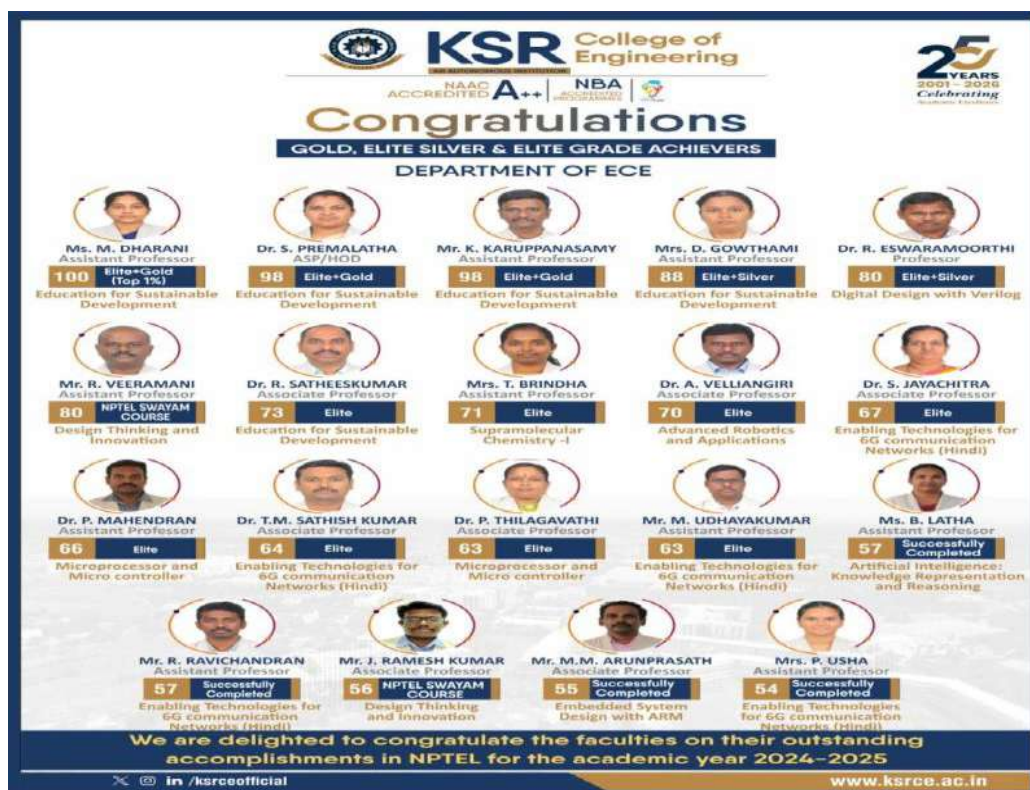 KSR College of
Engineering
AN AUTONOMOUS INSTITUTION
NAAC
ACCREDITED A++
NBA
ACCREDITED
PROGRAMMES
25
YEARS
2001 - 2026
Celebrating
Academic Excellence
Congratulations
GOLD, ELITE SILVER & ELITE GRADE ACHIEVERS
DEPARTMENT OF ECE
Ms. M. DHARANI
Assistant Professor
100 Elite+Gold
(Top 1%)
Education for Sustainable
Development
Dr. S. PREMALATHA
ASP/HOD
98 Elite+Gold
Education for Sustainable
Development
Mr. K. KARUPPANASAMY
Assistant Professor
98 Elite+Gold
Education for Sustainable
Development
Mrs. D. GOWTHAMI
Assistant Professor
88 Elite+Silver
Education for Sustainable
Development
Dr. R. ESWARAMOORTHI
Professor
80 Elite+Silver
Digital Design with Verilog
Mr. R. VEERAMANI
Assistant Professor
80 NPTEL SWAYAM
COURSE
Design Thinking and
Innovation
Dr. R. SATHEESKUMAR
Associate Professor
73 Elite
Education for Sustainable
Development
Mrs. T. BRINDHA
Assistant Professor
71 Elite
Supramolecular
Chemistry -I
Dr. A. VELLIANGIRI
Associate Professor
70 Elite
Advanced Robotics
and Applications
Dr. S. JAYACHITRA
Associate Professor
67 Elite
Enabling Technologies for
6G communication
Networks (Hindi)
Dr. P. MAHENDRAN
Assistant Professor
66 Elite
Microprocessor and
Micro controller
Dr. T.M. SATHISH KUMAR
Associate Professor
64 Elite
Enabling Technologies for
6G communication
Networks (Hindi)
Dr. P. THILAGAVATHI
Associate Professor
63 Elite
Microprocessor and
Micro controller
Mr. M. UDHAYAKUMAR
Associate Professor
63 Elite
Enabling Technologies for
6G communication
Networks (Hindi)
Ms. B. LATHA
Assistant Professor
57 Successfully
Completed
Artificial Intelligence:
Knowledge Representation
and Reasoning
Mr. R. RAVICHANDRAN
Assistant Professor
57 Successfully
Completed
Enabling Technologies for
6G communication
Networks (Hindi)
Mr. J. RAMESH KUMAR
Associate Professor
56 NPTEL SWAYAM
COURSE
Design Thinking
and Innovation
Mr. M.M. ARUNPRASATH
Associate Professor
55 Successfully
Completed
Embedded System
Design with ARM
Mrs. P. USHA
Assistant Professor
54 Successfully
Completed
Enabling Technologies
for 6G communication
Networks (Hindi)
We are delighted to congratulate the faculties on their outstanding
accomplishments in NPTEL for the academic year 2024-2025
/ksrceofficial
www.ksrce.ac.in